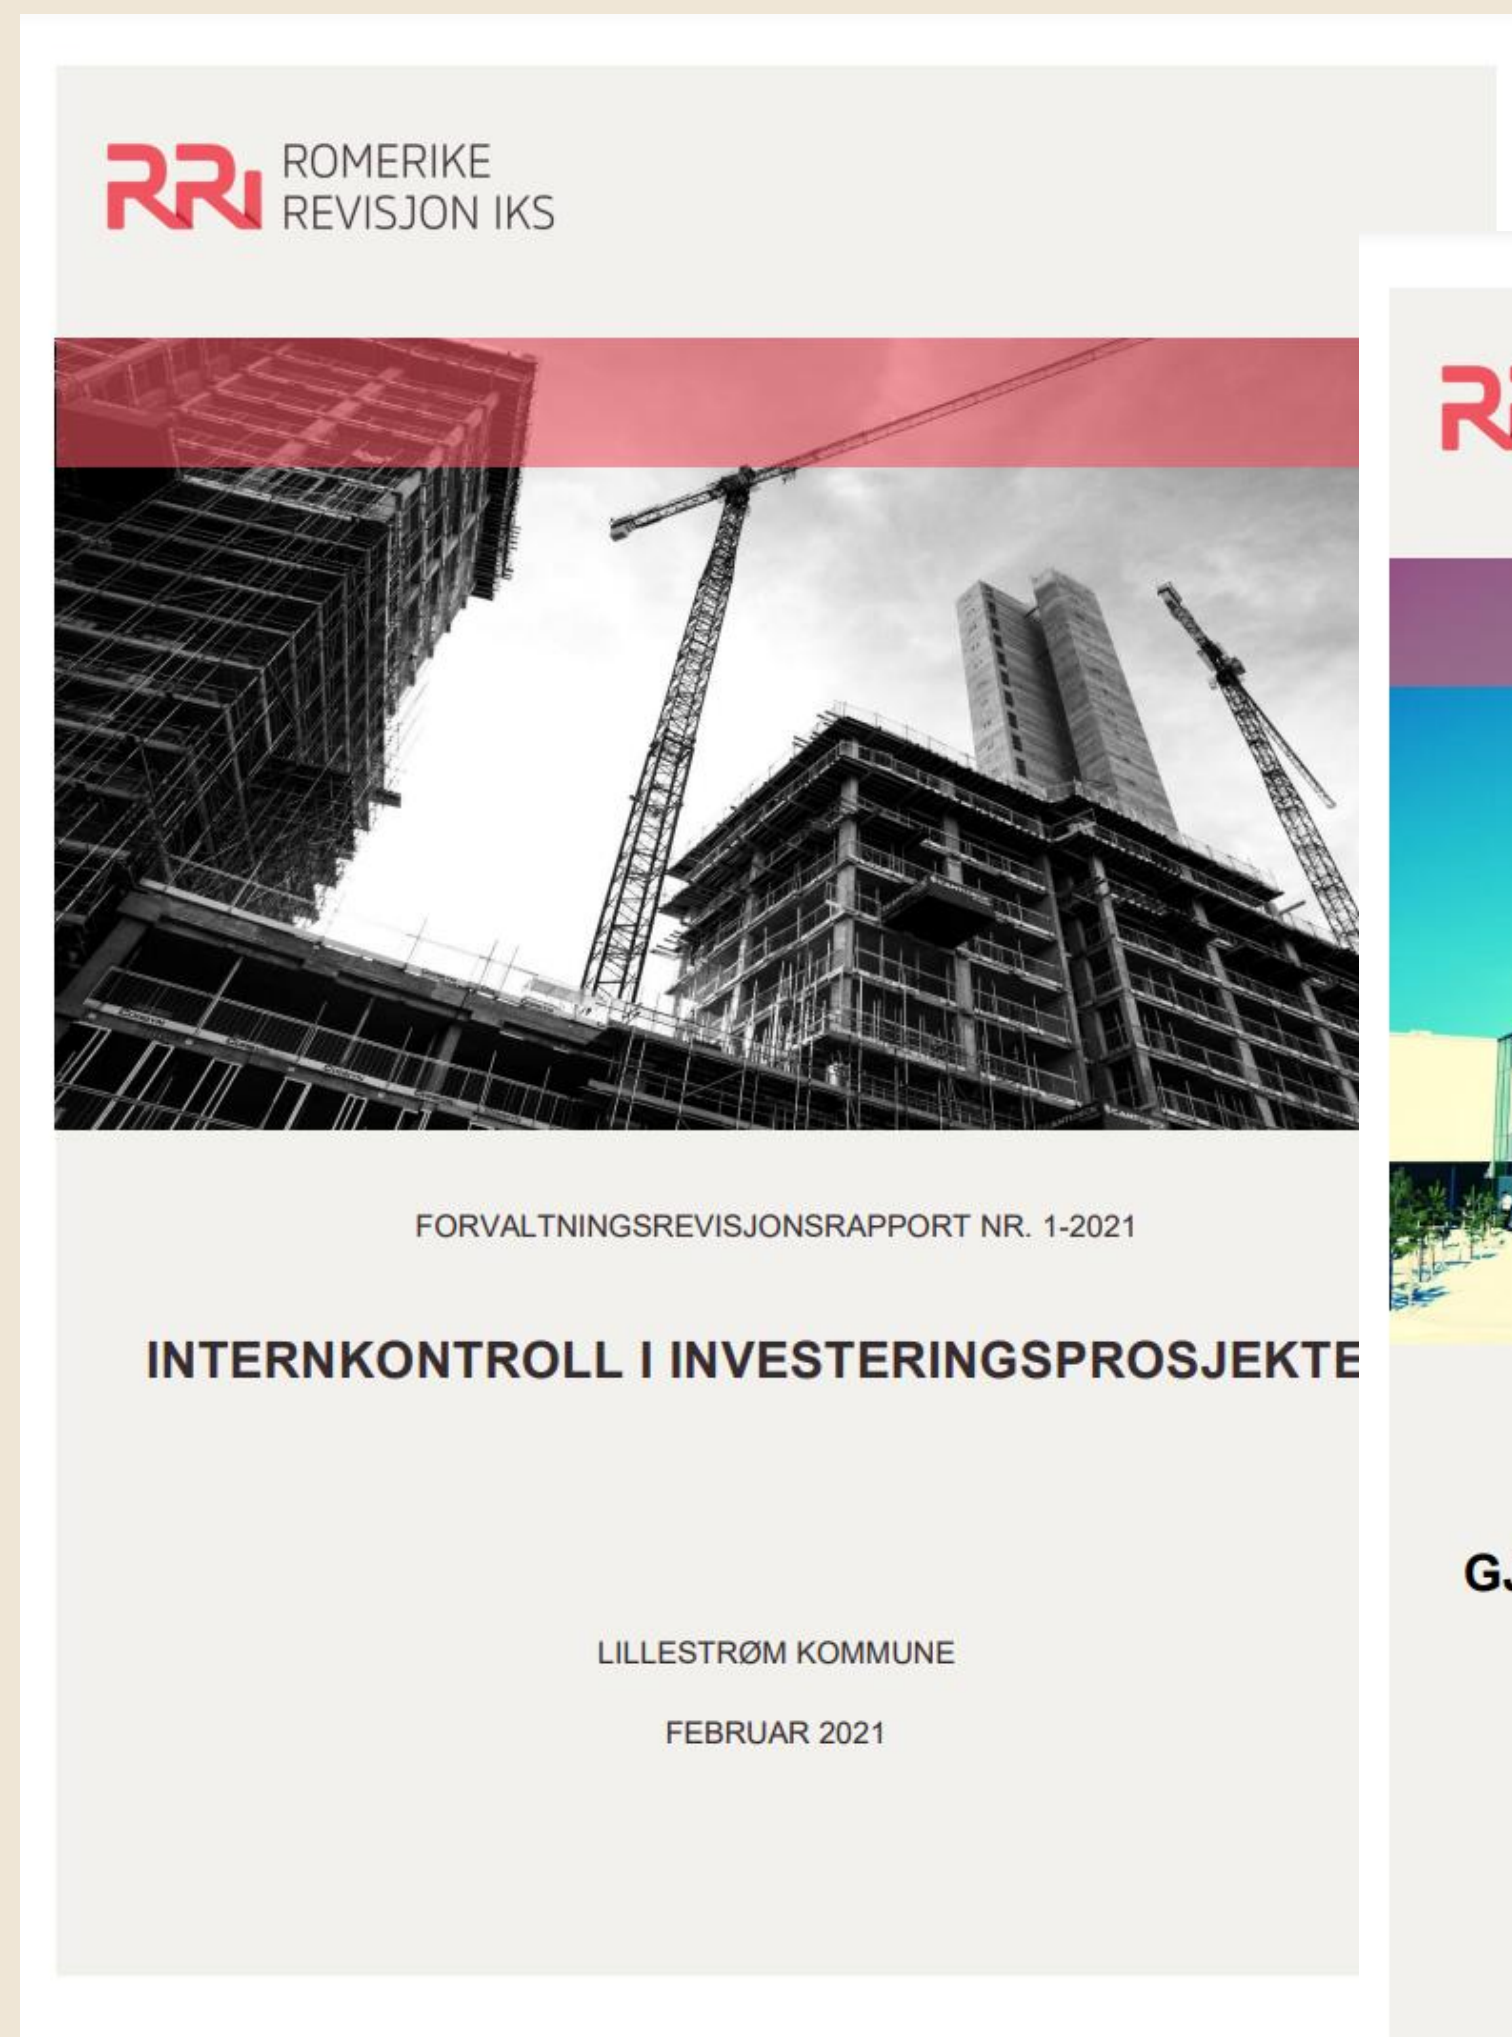 RRI ROMERIKE
REVISJON IKS
FORVALTNINGSREVISJONSRAPPORT NR. 1-2021
INTERNKONTROLL I INVESTERINGSPROSJEKTE
LILLESTRØM KOMMUNE
FEBRUAR 2021